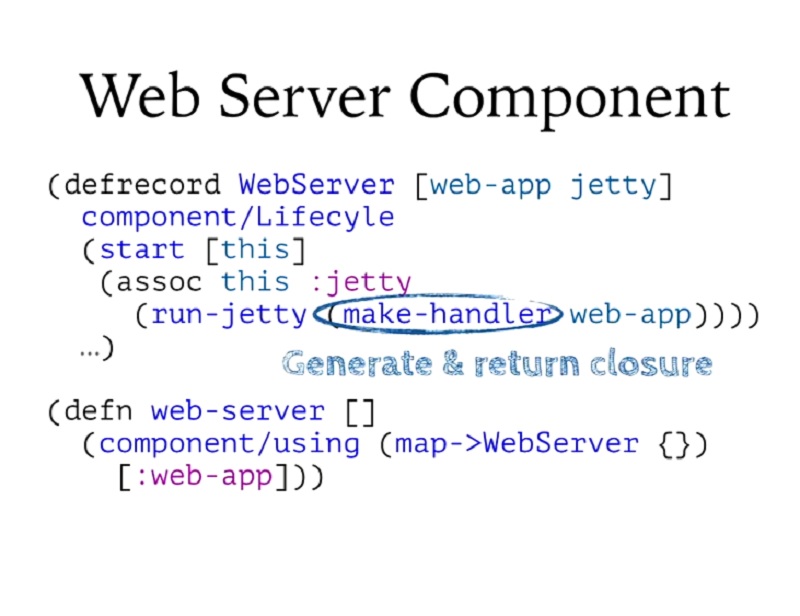 Web Server Component
(defrecord WebServer [web-app jetty]
component/Lifecyle
(start [this]
(assoc this :jetty
(run-jetty (make-handler web-app))))
…)
Generate & return closure
(defn web-server []
(component/using (map->WebServer {})
[:web-app]))